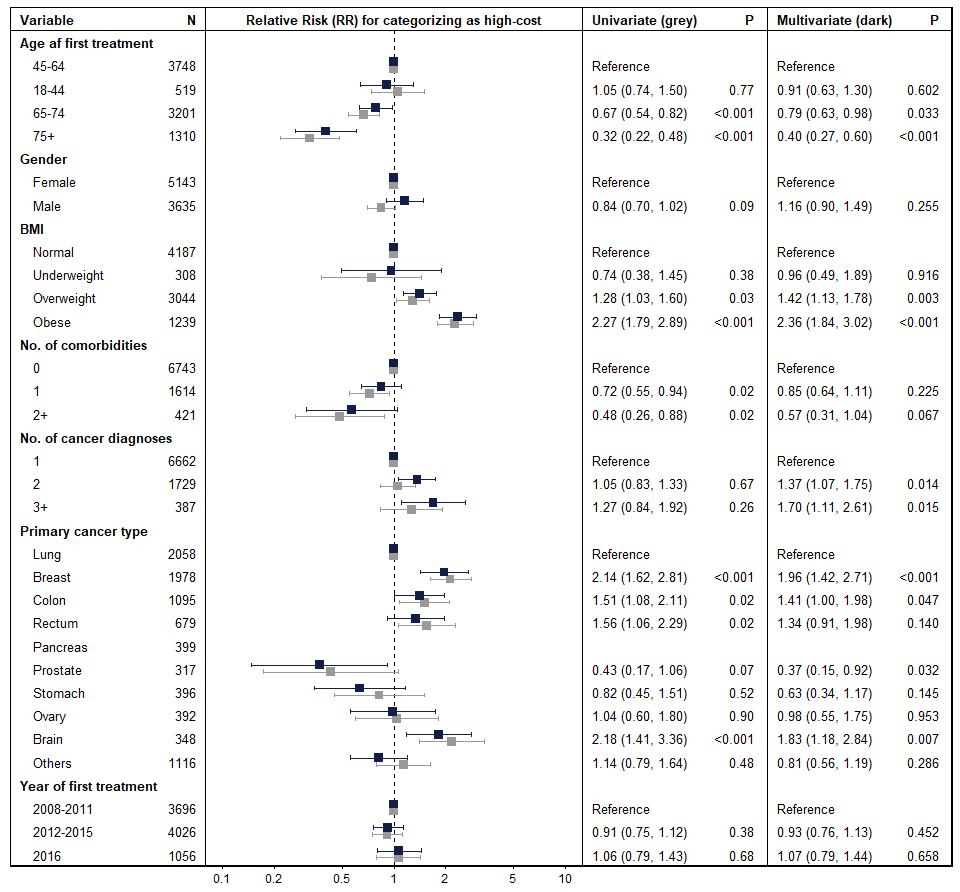 Variable N Relative Risk (RR) for categorizing as high-cost Univariate (grey) P Multivariate (dark) P
Age af first treatment
45-64 3748 Reference Reference
18-44 519 1.05 (0.74, 1.50) 0.77 0.91 (0.63, 1.30) 0.602
65-74 3201 0.67 (0.54, 0.82) <0.001 0.79 (0.63, 0.98) 0.033
75+ 1310 0.32 (0.22, 0.48) <0.001 0.40 (0.27, 0.60) <0.001
Gender
Female 5143 Reference Reference
Male 3635 0.84 (0.70, 1.02) 0.09 1.16 (0.90, 1.49) 0.255
BMI
Normal 4187 Reference Reference
Underweight 308 0.74 (0.38, 1.45) 0.38 0.96 (0.49, 1.89) 0.916
Overweight 3044 1.28 (1.03, 1.60) 0.03 1.42 (1.13, 1.78) 0.003
Obese 1239 2.27 (1.79, 2.89) <0.001 2.36 (1.84, 3.02) <0.001
No. of comorbidities
0 6743 Reference Reference
1 1614 0.72 (0.55, 0.94) 0.02 0.85 (0.64, 1.11) 0.225
2+ 421 0.48 (0.26, 0.88) 0.02 0.57 (0.31, 1.04) 0.067
No. of cancer diagnoses
1 6662 Reference Reference
2 1729 1.05 (0.83, 1.33) 0.67 1.37 (1.07, 1.75) 0.014
3+ 387 1.27 (0.84, 1.92) 0.26 1.70 (1.11, 2.61) 0.015
Primary cancer type
Lung 2058 Reference Reference
Breast 1978 2.14 (1.62, 2.81) <0.001 1.96 (1.42, 2.71) <0.001
Colon 1095 1.51 (1.08, 2.11) 0.02 1.41 (1.00, 1.98) 0.047
Rectum 679 1.56 (1.06, 2.29) 0.02 1.34 (0.91, 1.98) 0.140
Pancreas 399
Prostate 317 0.43 (0.17, 1.06) 0.07 0.37 (0.15, 0.92) 0.032
Stomach 396 0.82 (0.45, 1.51) 0.52 0.63 (0.34, 1.17) 0.145
Ovary 392 1.04 (0.60, 1.80) 0.90 0.98 (0.55, 1.75) 0.953
Brain 348 2.18 (1.41, 3.36) <0.001 1.83 (1.18, 2.84) 0.007
Others 1116 1.14 (0.79, 1.64) 0.48 0.81 (0.56, 1.19) 0.286
Year of first treatment
2008-2011 3696 Reference Reference
2012-2015 4026 0.91 (0.75, 1.12) 0.38 0.93 (0.76, 1.13) 0.452
2016 1056 1.06 (0.79, 1.43) 0.68 1.07 (0.79, 1.44) 0.658
0.1 0.2 0.5 1 2 5 10